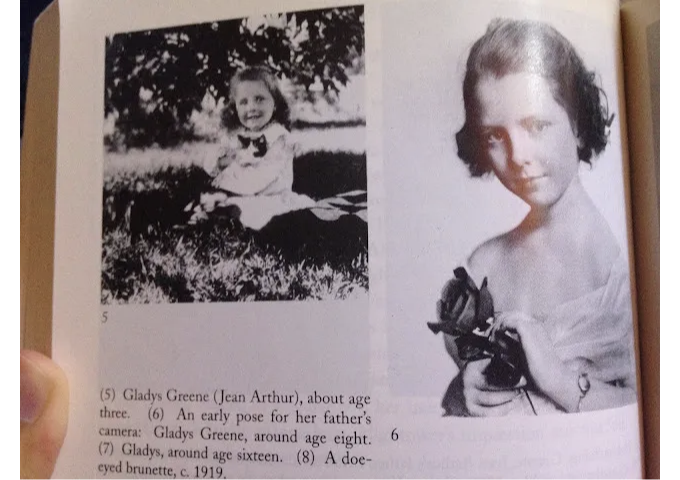 5
(5) Gladys Greene (Jean Arthur), about age
three. (6) An early pose for her father's
camera: Gladys Greene, around age eight.
(7) Gladys, around age sixteen. (8) A doe-
eyed brunette, c. 1919.
6